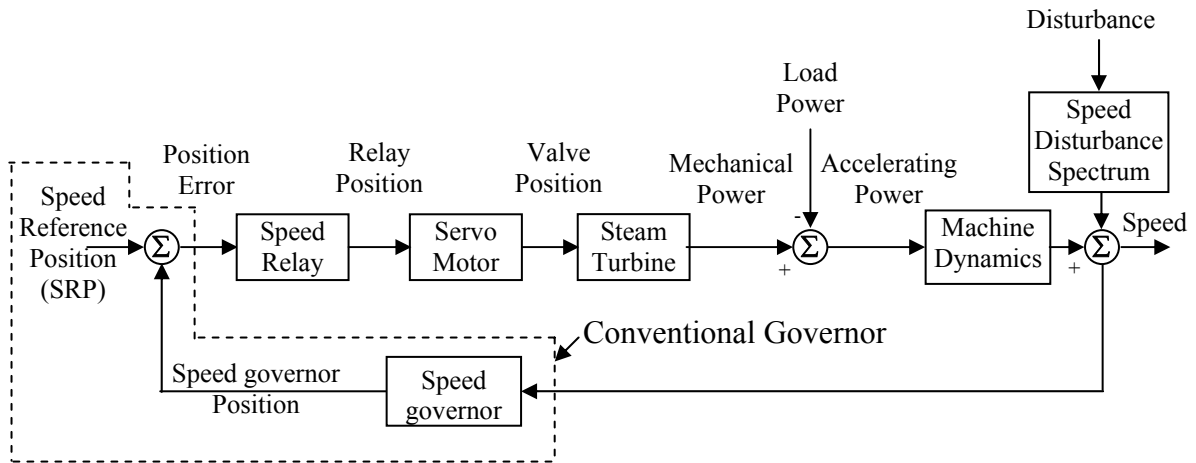 Disturbance
Load
Power
Speed
Disturbance
Spectrum
Position
Error
Relay
Position
Valve
Position
Mechanical
Power
Accelerating
Power
Speed
Reference
Position
(SRP)
Σ
Speed
Relay
Servo
Motor
Steam
Turbine
-
+
Σ
Machine
Dynamics
+
Σ
Speed
Conventional Governor
Speed governor
Position
Speed
governor